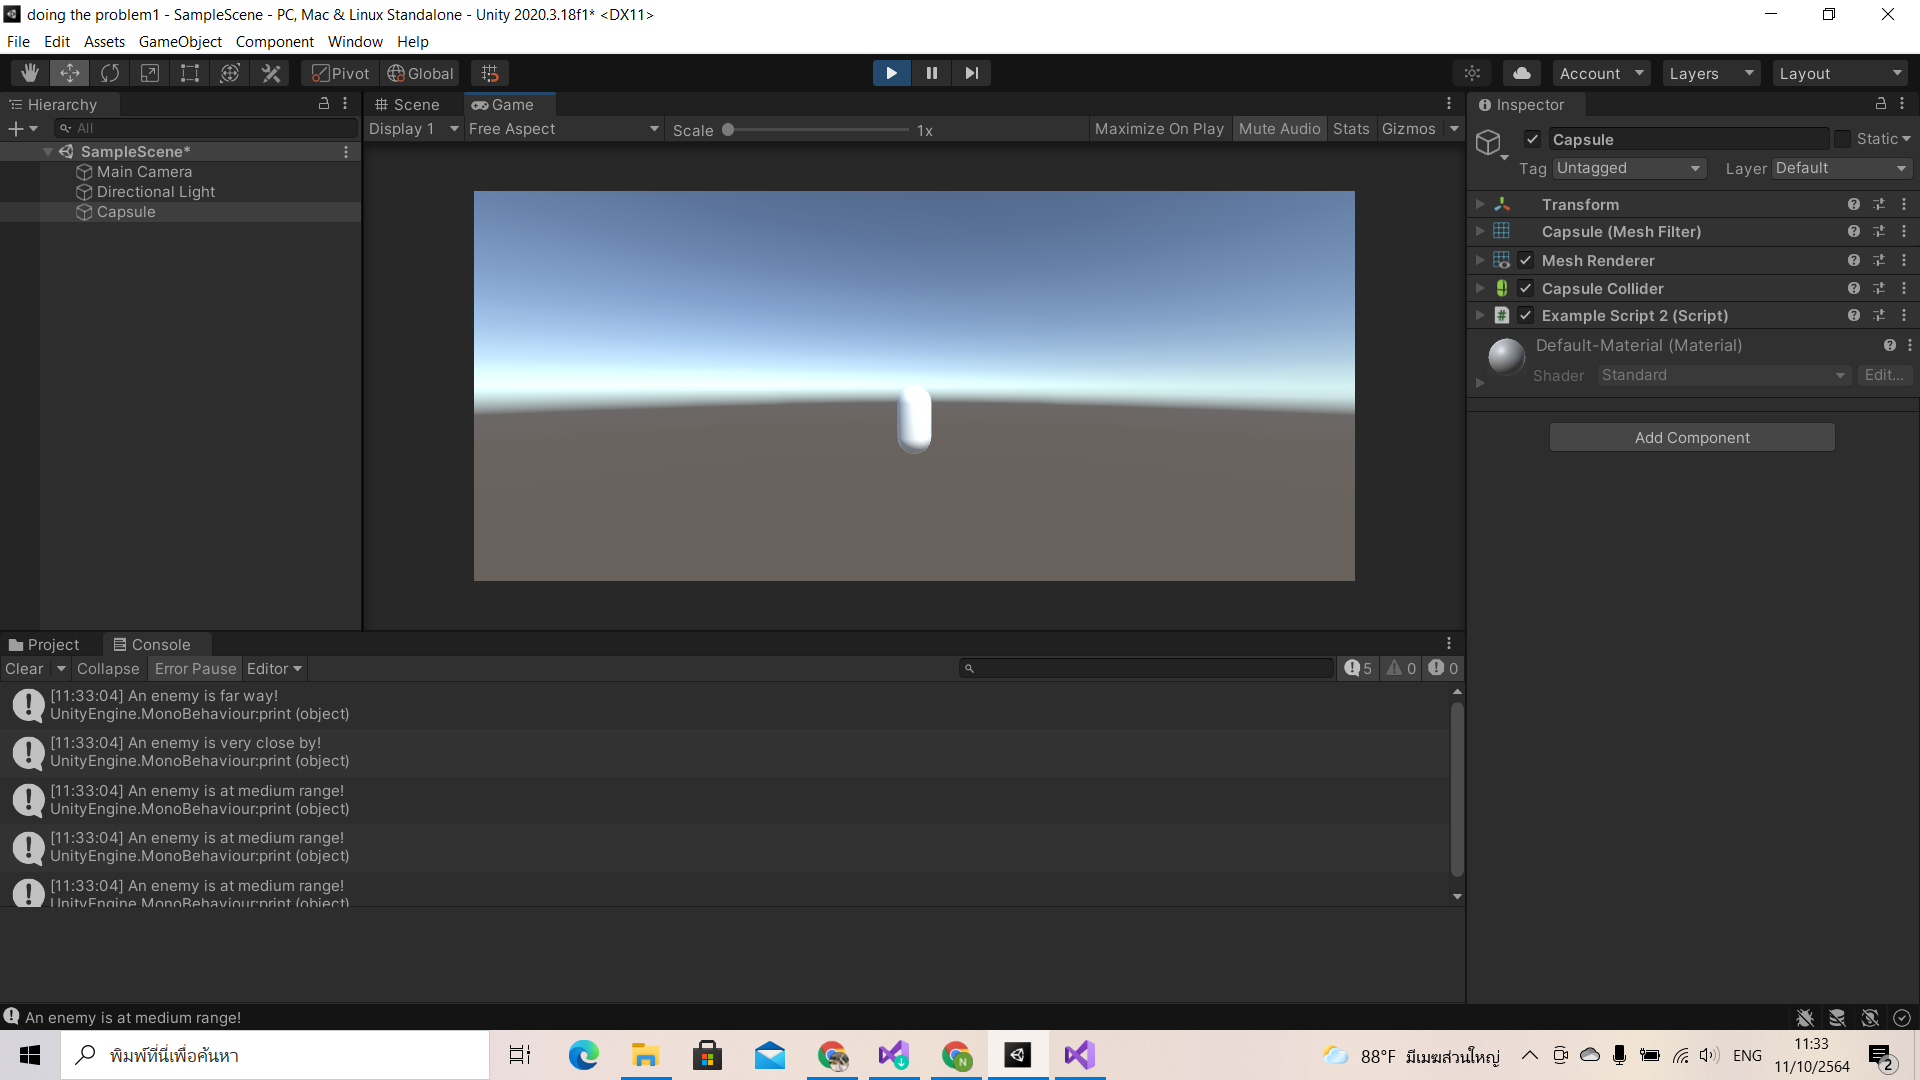 doing the problem1 - SampleScene - PC, Mac & Linux Standalone - Unity 2020.3.18f1* <DX11>
File Edit Assets GameObject Component Window Help
Pivot Global Account Layers Layout
Hierarchy
All
SampleScene*
Main Camera
Directional Light
Capsule
Scene Game
Display 1 Free Aspect Scale 1x Maximize On Play Mute Audio Stats Gizmos
Inspector
Capsule Static
Tag Untagged Layer Default
Transform
Capsule (Mesh Filter)
Mesh Renderer
Capsule Collider
Example Script 2 (Script)
Default-Material (Material)
Shader Standard Edit...
Add Component
Project Console
Clear Collapse Error Pause Editor 5 0 0
[11:33:04] An enemy is far way!
UnityEngine.MonoBehaviour:print (object)
[11:33:04] An enemy is very close by!
UnityEngine.MonoBehaviour:print (object)
[11:33:04] An enemy is at medium range!
UnityEngine.MonoBehaviour:print (object)
[11:33:04] An enemy is at medium range!
UnityEngine.MonoBehaviour:print (object)
[11:33:04] An enemy is at medium range!
UnityEngine.MonoBehaviour:print (object)
An enemy is at medium range!
พิมพ์ที่นี่เพื่อค้นหา
N
88°F มีเมฆส่วนใหญ่ ENG
11:33
11/10/2564
2